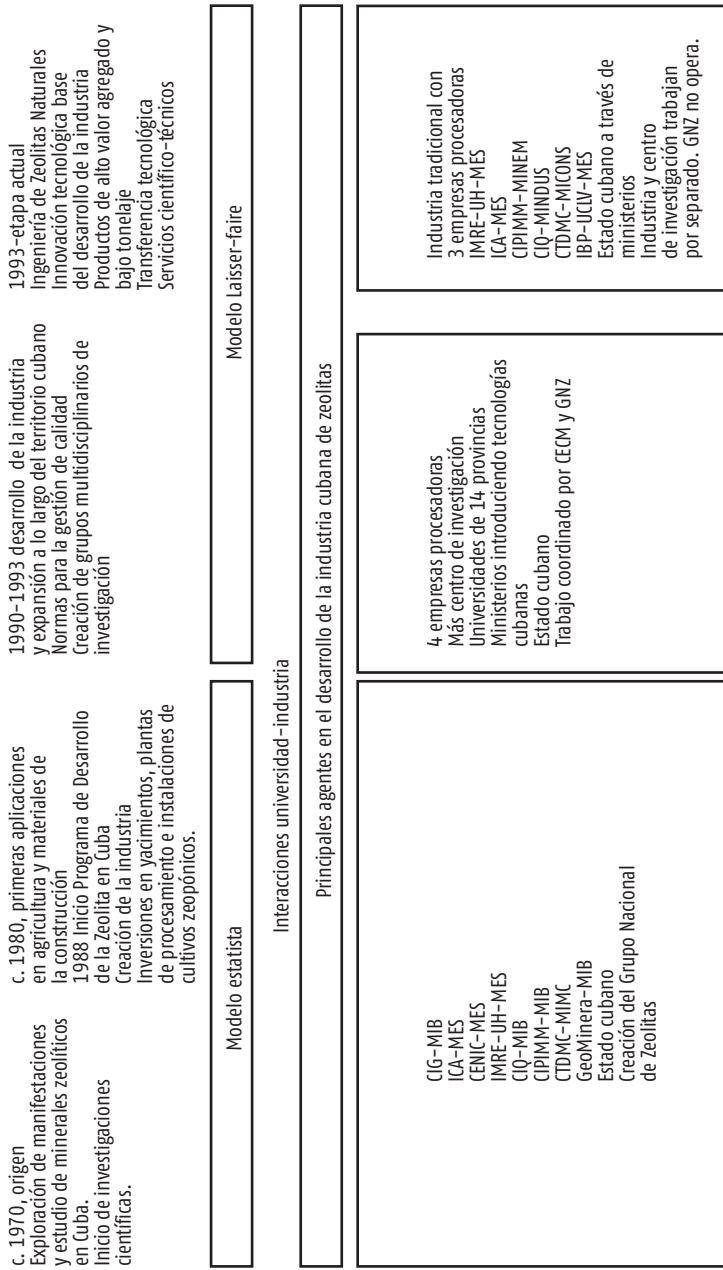 c. 1970, origen
Exploración de manifestaciones
y estudio de minerales zeolíticos
en Cuba.
Inicio de investigaciones
científicas.
c. 1980, primeras aplicaciones
en agricultura y materiales de
la construcción
1988 Inicio Programa de Desarrollo
de la Zeolita en Cuba
Creación de la industria
Inversiones en yacimientos, plantas
de procesamiento e instalaciones de
cultivos zeopónicos.
1990-1993 desarrollo de la industria
y expansión a lo largo del territorio cubano
Normas para la gestión de calidad
Creación de grupos multidisciplinarios de
investigación
1993-etapa actual
Ingeniería de Zeolitas Naturales
Innovación tecnológica base
del desarrollo de la industria
Productos de alto valor agregado y
bajo tonelaje
Transferencia tecnológica
Servicios científico-técnicos
Modelo estatista
Modelo Laisser-faire
Interacciones universidad-industria
Principales agentes en el desarrollo de la industria cubana de zeolitas
CIG-MIB
ICA-MES
CENIC-MES
IMRE-UH-MES
CIQ-MIB
CIPIMM-MIB
CTDMC-MIMC
GeoMinera-MIB
Estado cubano
Creación del Grupo Nacional
de Zeolitas
4 empresas procesadoras
Más centro de investigación
Universidades de 14 provincias
Ministerios introduciendo tecnologías
cubanas
Estado cubano
Trabajo coordinado por CECM y GNZ
Industria tradicional con
3 empresas procesadoras
IMRE-UH-MES
ICA-MES
CIPIMM-MINEM
CIQ-MINDUS
CTDMC-MICONS
IBP-UCLV-MES
Estado cubano a través de
ministerios
Industria y centro
de investigación trabajan
por separado. GNZ no opera.